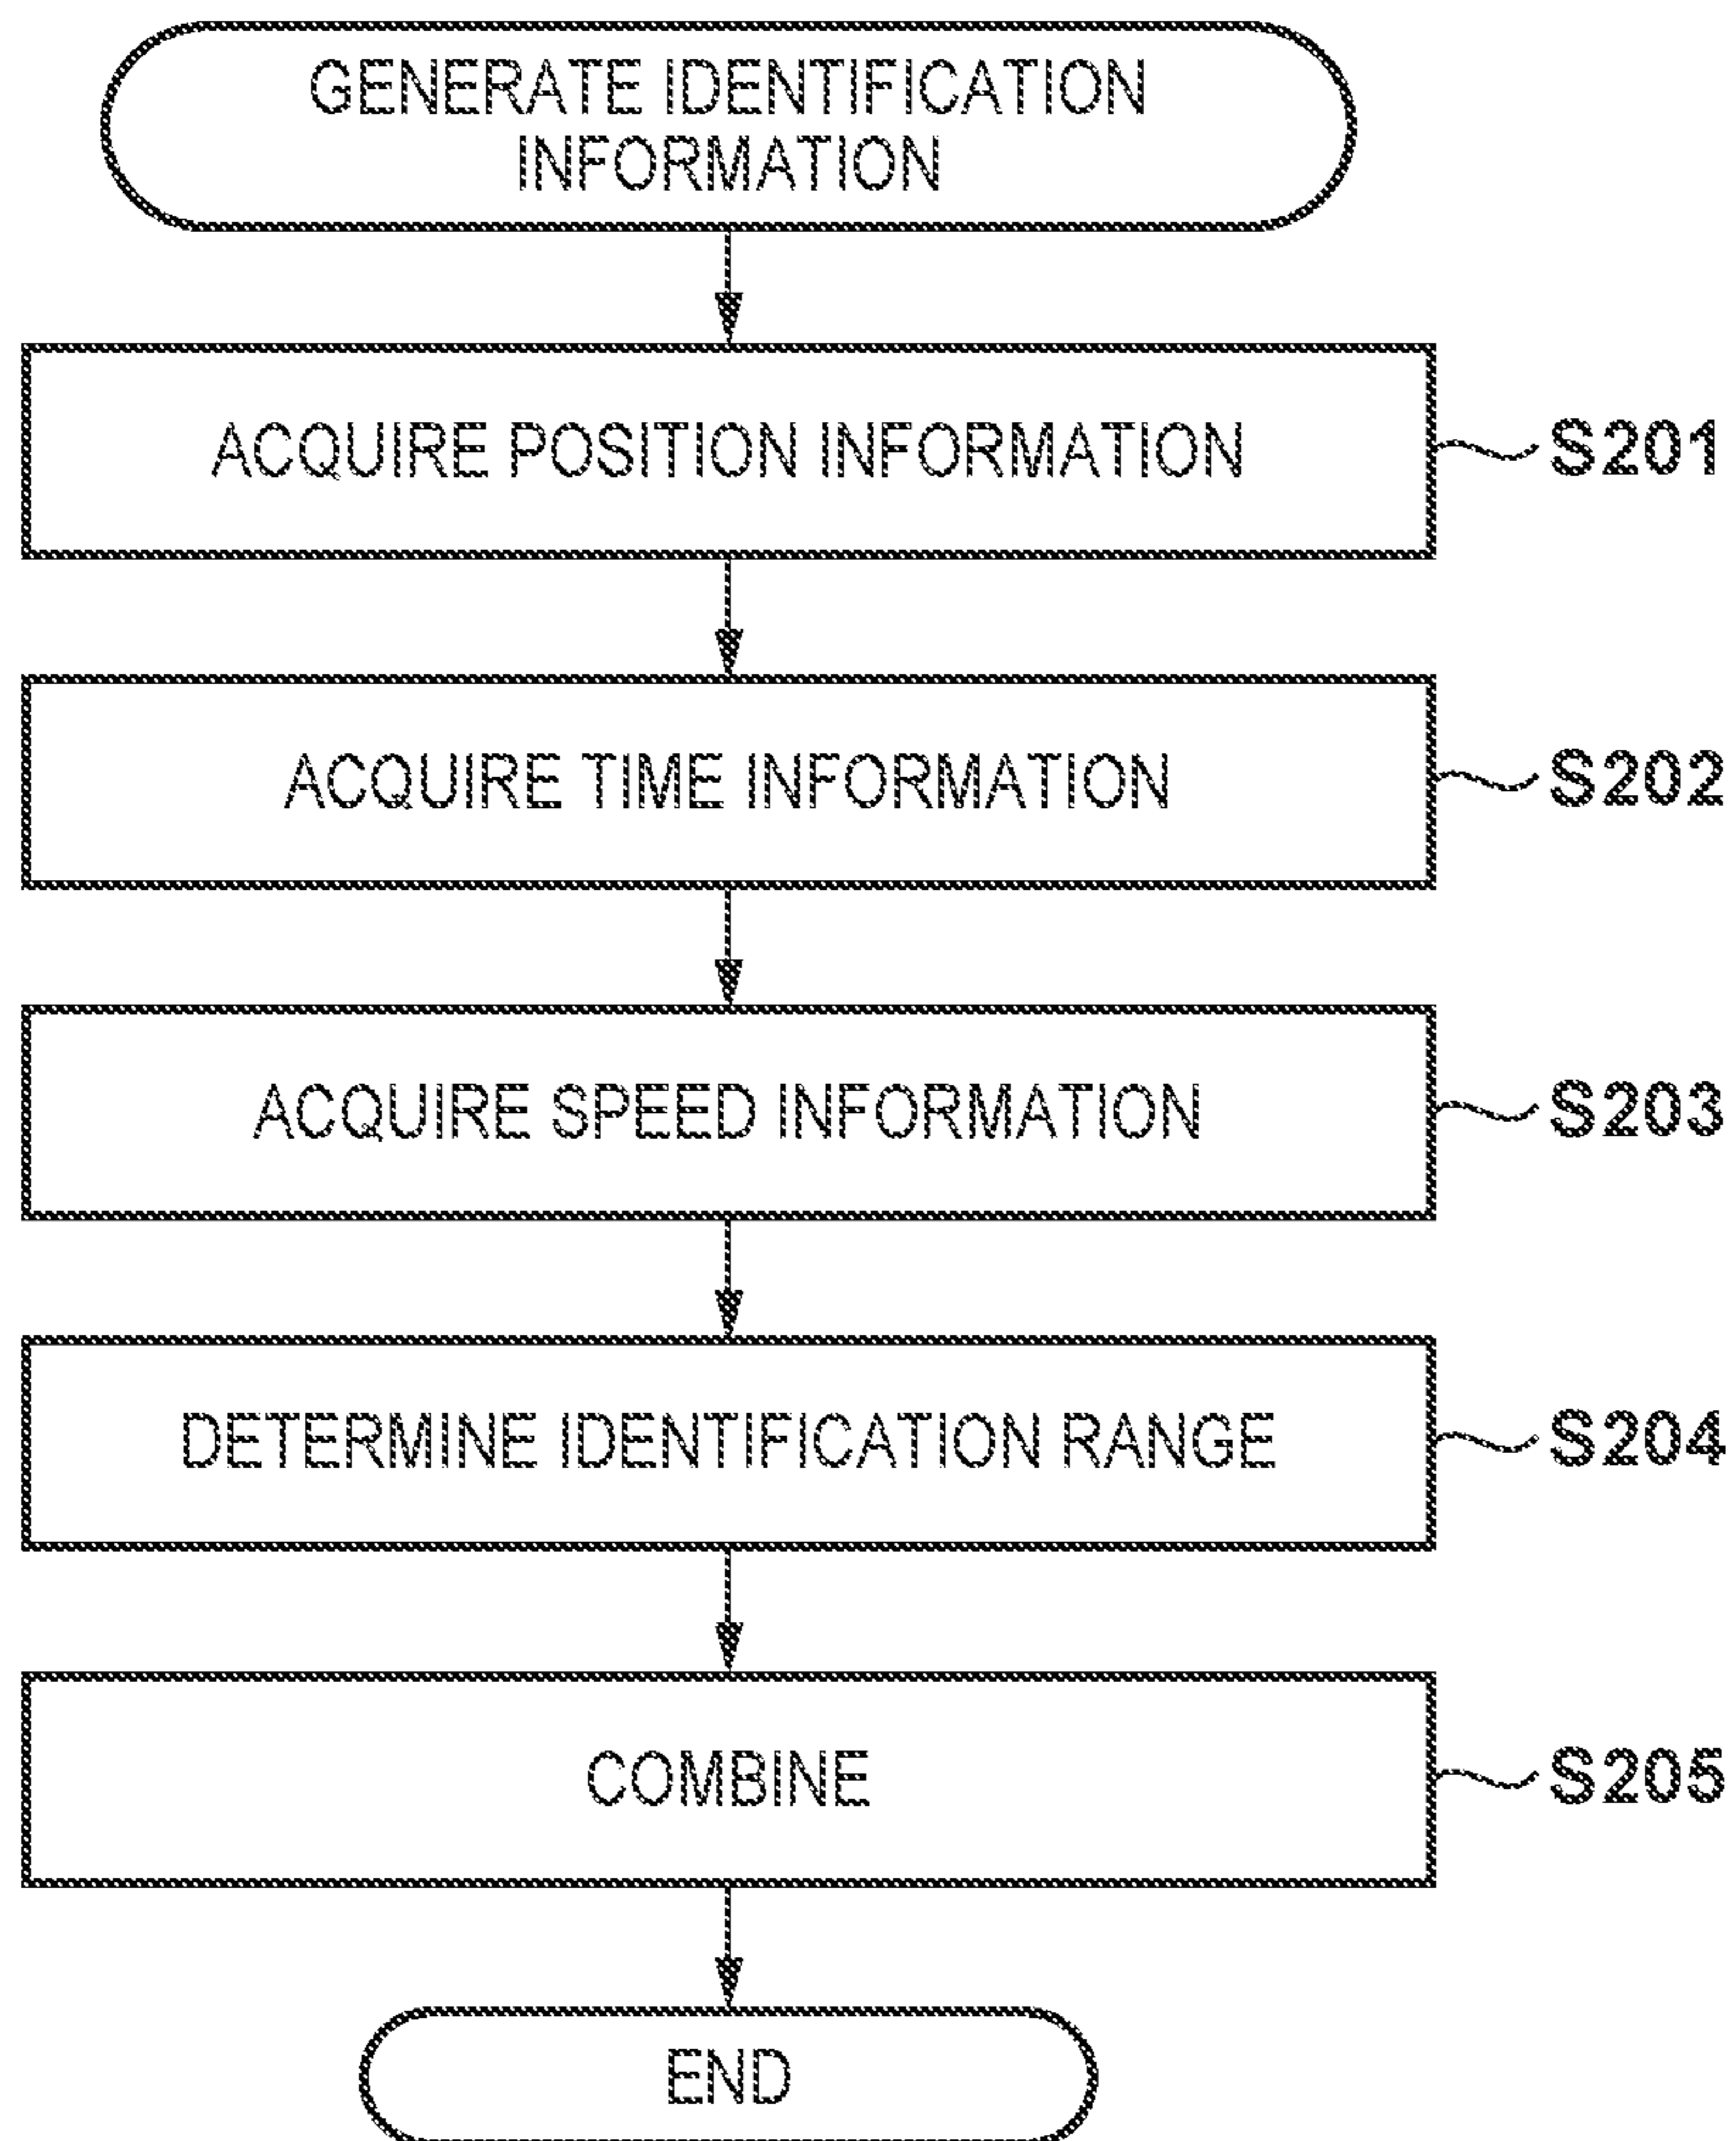 GENERATE IDENTIFICATION
INFORMATION
ACQUIRE POSITION INFORMATION
S201
ACQUIRE TIME INFORMATION
S202
ACQUIRE SPEED INFORMATION
S203
DETERMINE IDENTIFICATION RANGE
S204
COMBINE
S205
END